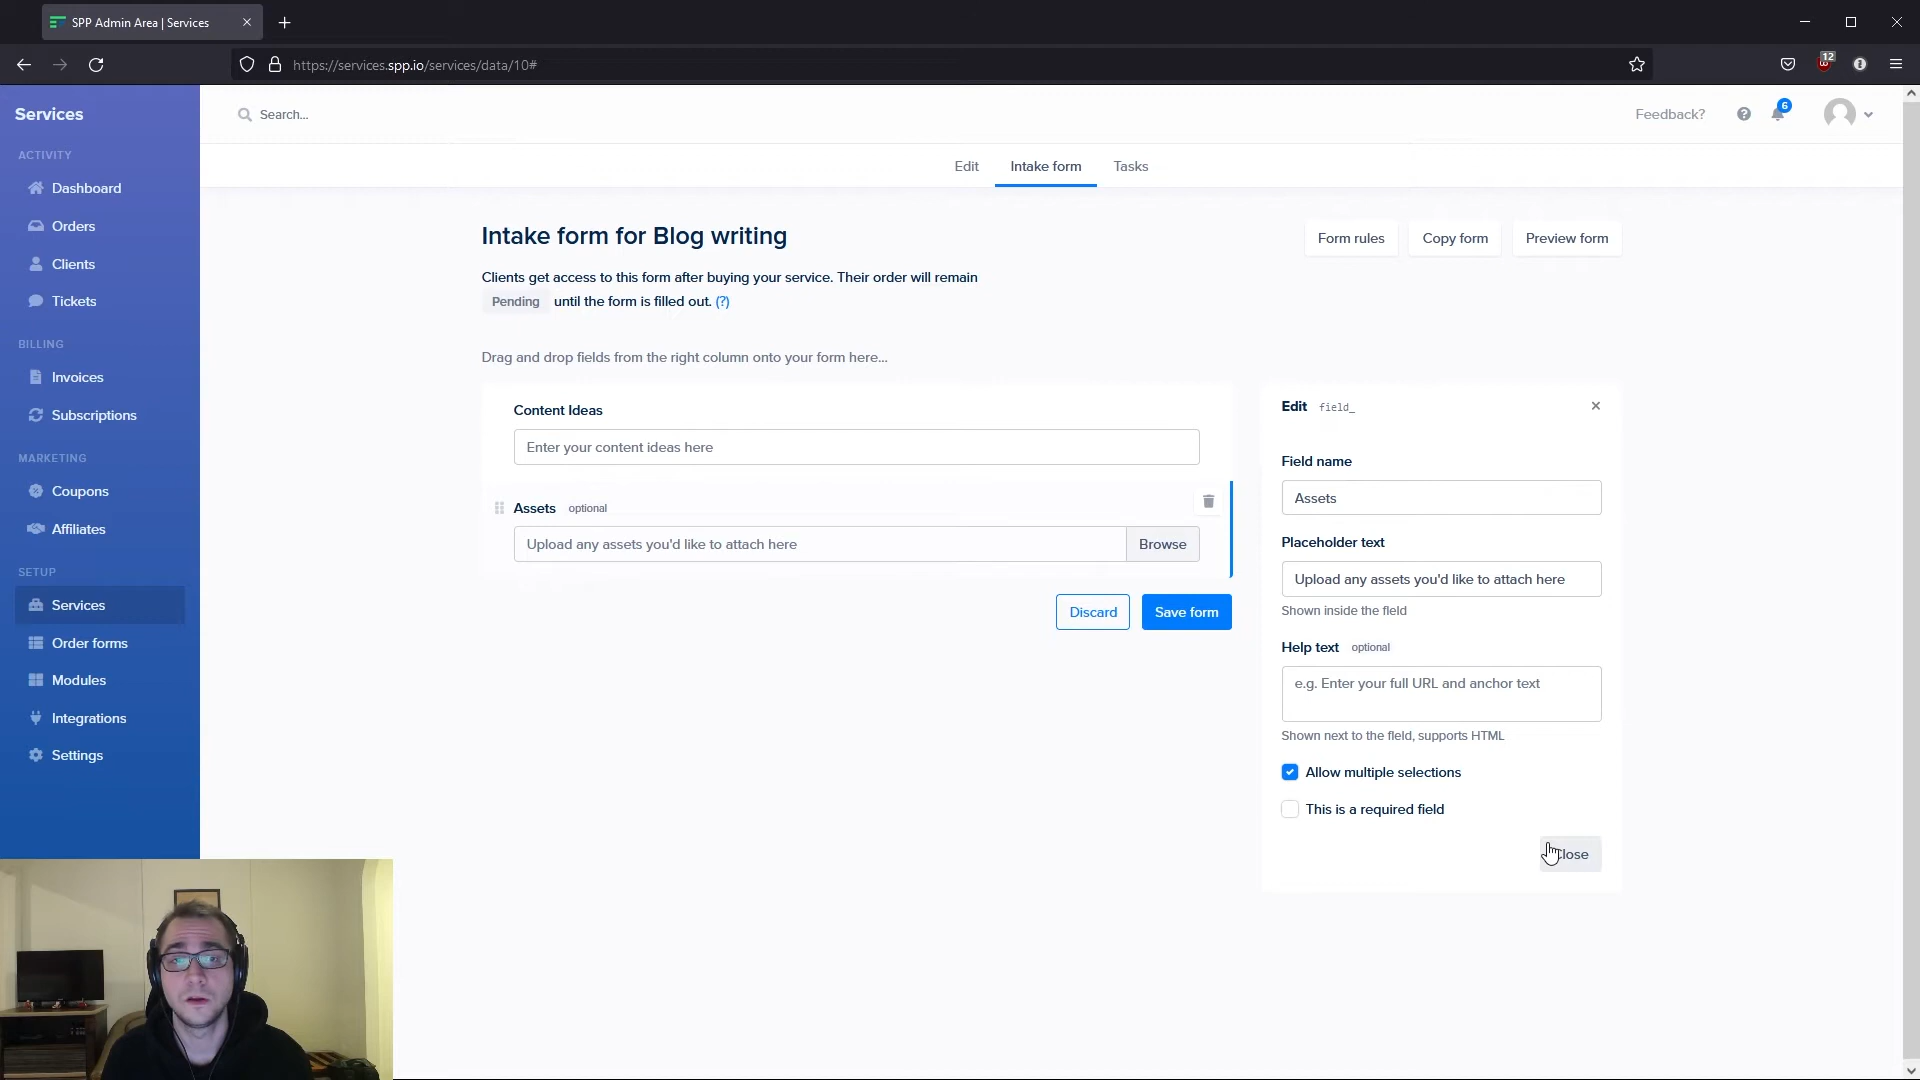 SPP Admin Area | Services
https://services.spp.io/services/data/10#
12
Services
Search...
Feedback?
6
ACTIVITY
Dashboard
Orders
Clients
Tickets
BILLING
Invoices
Subscriptions
MARKETING
Coupons
Affiliates
SETUP
Services
Order forms
Modules
Integrations
Settings
Edit
Intake form
Tasks
Intake form for Blog writing
Form rules
Copy form
Preview form
Clients get access to this form after buying your service. Their order will remain
Pending until the form is filled out. (?)
Drag and drop fields from the right column onto your form here...
Content Ideas
Enter your content ideas here
Assets optional
Upload any assets you'd like to attach here
Browse
Discard
Save form
Edit field_
Field name
Assets
Placeholder text
Upload any assets you'd like to attach here
Shown inside the field
Help text optional
e.g. Enter your full URL and anchor text
Shown next to the field, supports HTML
Allow multiple selections
This is a required field
Close